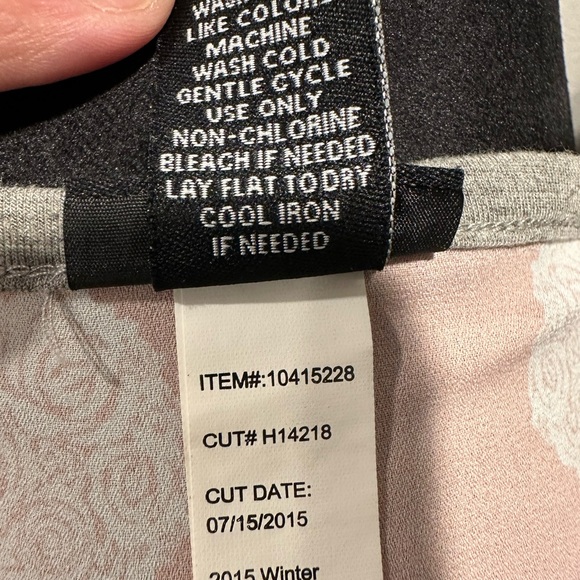 WASH
LIKE COLORS
MACHINE
WASH COLD
GENTLE CYCLE
USE ONLY
NON-CHLORINE
BLEACH IF NEEDED
LAY FLAT TO DRY
COOL IRON
IF NEEDED
ITEM#:10415228
CUT# H14218
CUT DATE:
07/15/2015
2015 Winter